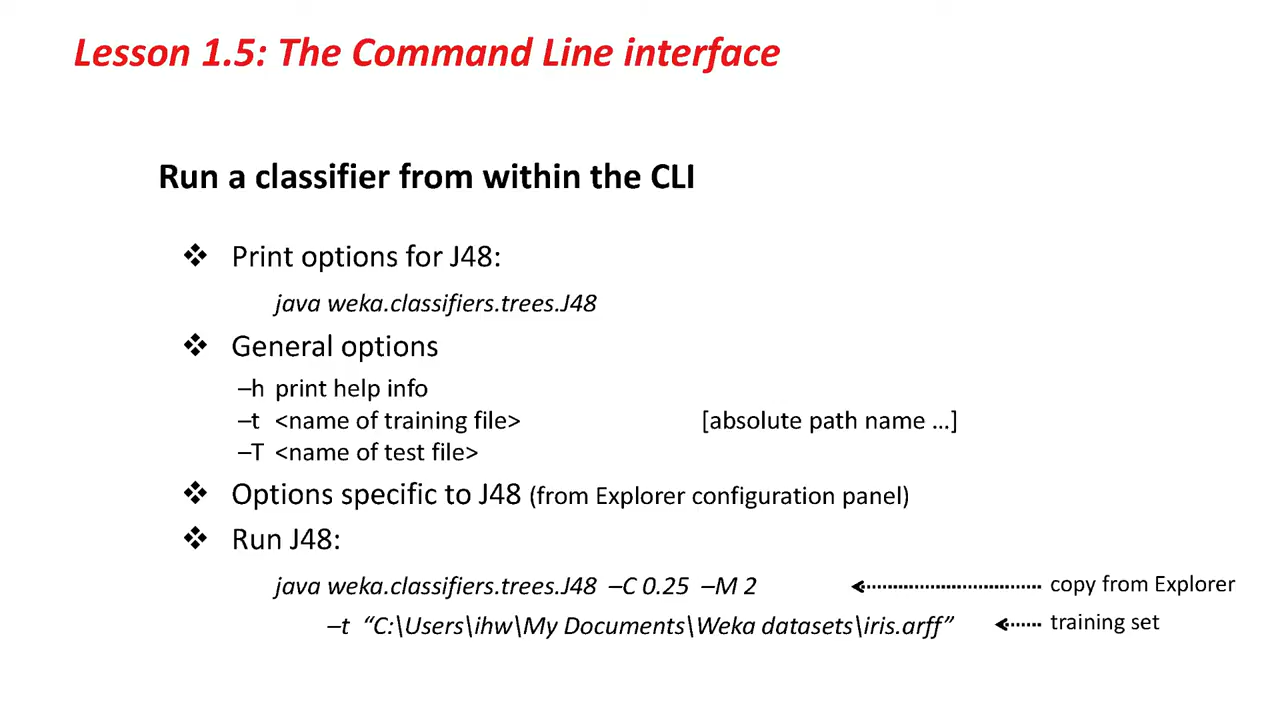 Lesson 1.5: The Command Line interface
Run a classifier from within the CLI
❖ Print options for J48:
java weka.classifiers.trees.J48
❖ General options
–h print help info
–t <name of training file> [absolute path name …]
–T <name of test file>
❖ Options specific to J48 (from Explorer configuration panel)
❖ Run J48:
java weka.classifiers.trees.J48 –C 0.25 –M 2 copy from Explorer
–t “C:\Users\ihw\My Documents\Weka datasets\iris.arff” training set